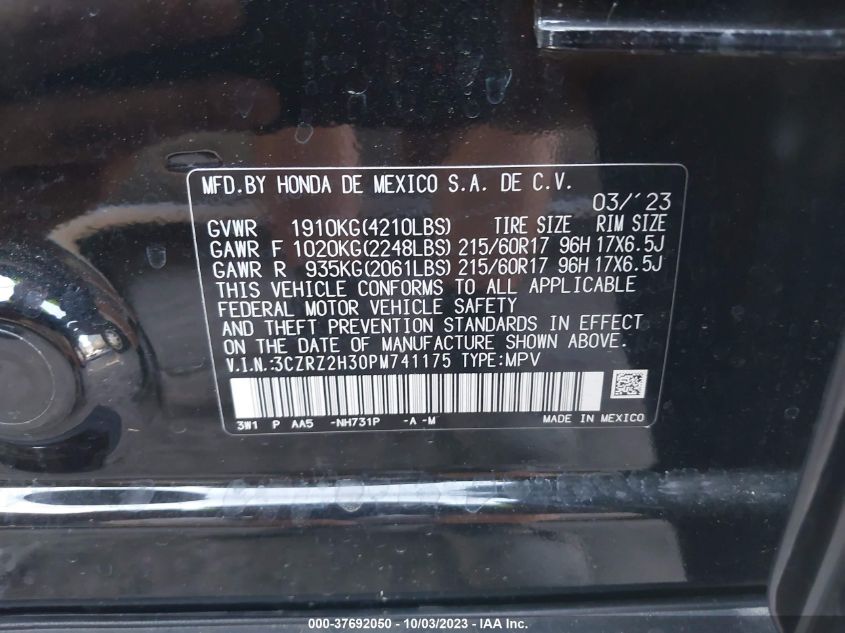 MFD.BY HONDA DE MEXICO S.A. DE C.V.
03/'23
GVWR 1910KG(4210LBS) TIRE SIZE RIM SIZE
GAWR F 1020KG(2248LBS) 215/60R17 96H 17X6.5J
GAWR R 935KG(2061LBS) 215/60R17 96H 17X6.5J
THIS VEHICLE CONFORMS TO ALL APPLICABLE
FEDERAL MOTOR VEHICLE SAFETY
AND THEFT PREVENTION STANDARDS IN EFFECT
ON THE DATE OF MANUFACTURE SHOWN ABOVE.
V.I.N.:3CZRZ2H30PM741175 TYPE:MPV
3W1 P AA5 -NH731P -A -M MADE IN MEXICO
000-37692050 - 10/03/2023 - IAA Inc.